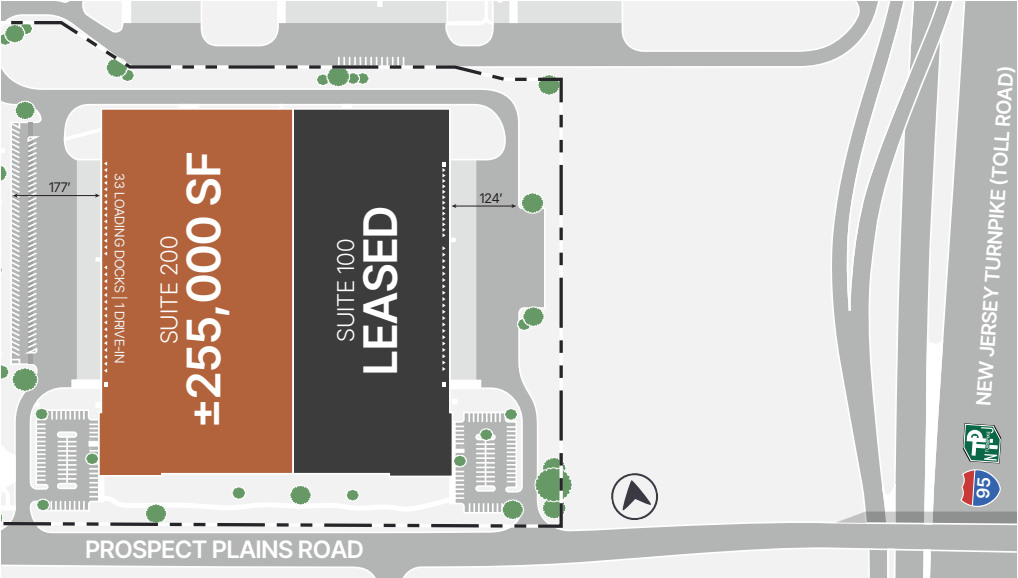 177'
33 LOADING DOCKS | 1 DRIVE-IN
SUITE 200
±255,000 SF
SUITE 100
LEASED
124'
NEW JERSEY TURNPIKE (TOLL ROAD)
TP
95
PROSPECT PLAINS ROAD